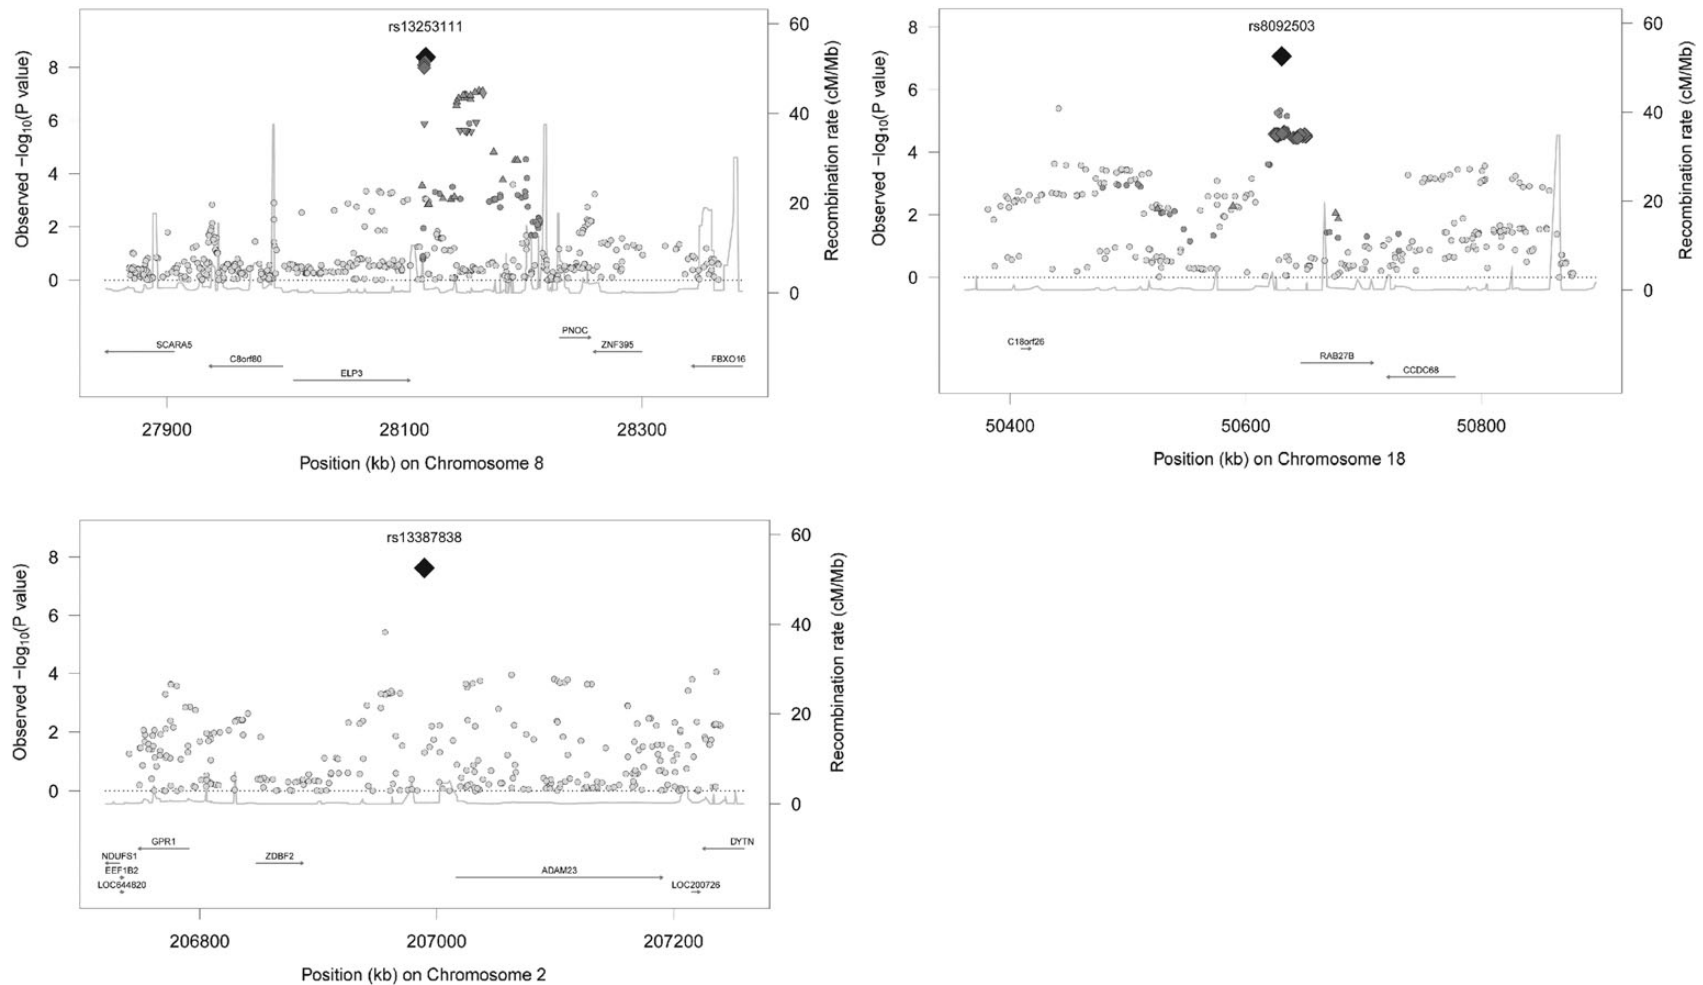 rs13253111
Observed −log10(P value)
8
6
4
2
0
60
40
20
0
Recombination rate (cM/Mb)
PNOC
SCARA5
ZNF395
C8orf80
FBXO16
ELP3
27900
28100
28300
Position (kb) on Chromosome 8
rs8092503
Observed −log10(P value)
8
6
4
2
0
60
40
20
0
Recombination rate (cM/Mb)
C18orf26
RAB27B
CCDC68
50400
50600
50800
Position (kb) on Chromosome 18
rs13387838
Observed −log10(P value)
8
6
4
2
0
60
40
20
0
Recombination rate (cM/Mb)
GPR1
DYTN
NDUFS1
ZDBF2
EEF1B2
ADAM23
LOC644820
LOC200726
206800
207000
207200
Position (kb) on Chromosome 2